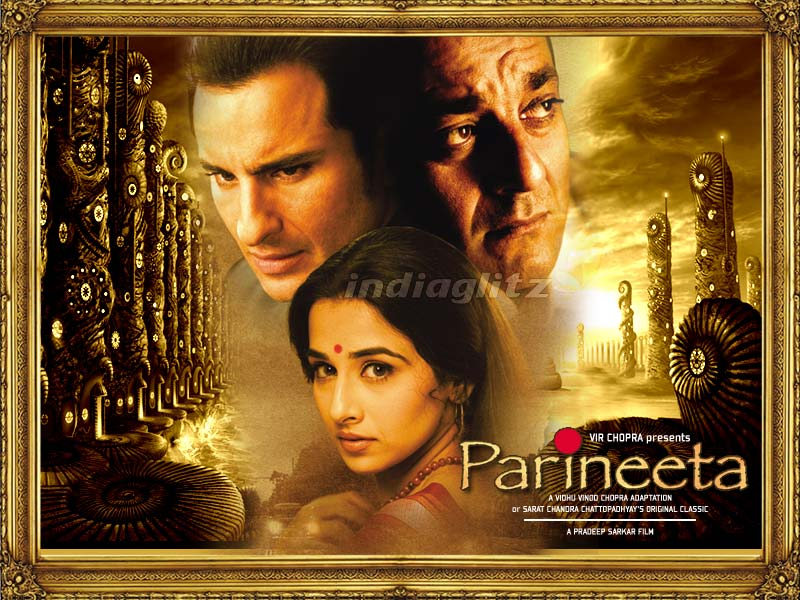 indiaglitz
VIR CHOPRA presents
Parineeta
A VIDHU VINOD CHOPRA ADAPTATION
OF SARAT CHANDRA CHATTOPADHYAY'S ORIGINAL CLASSIC
A PRADEEP SARKAR FILM